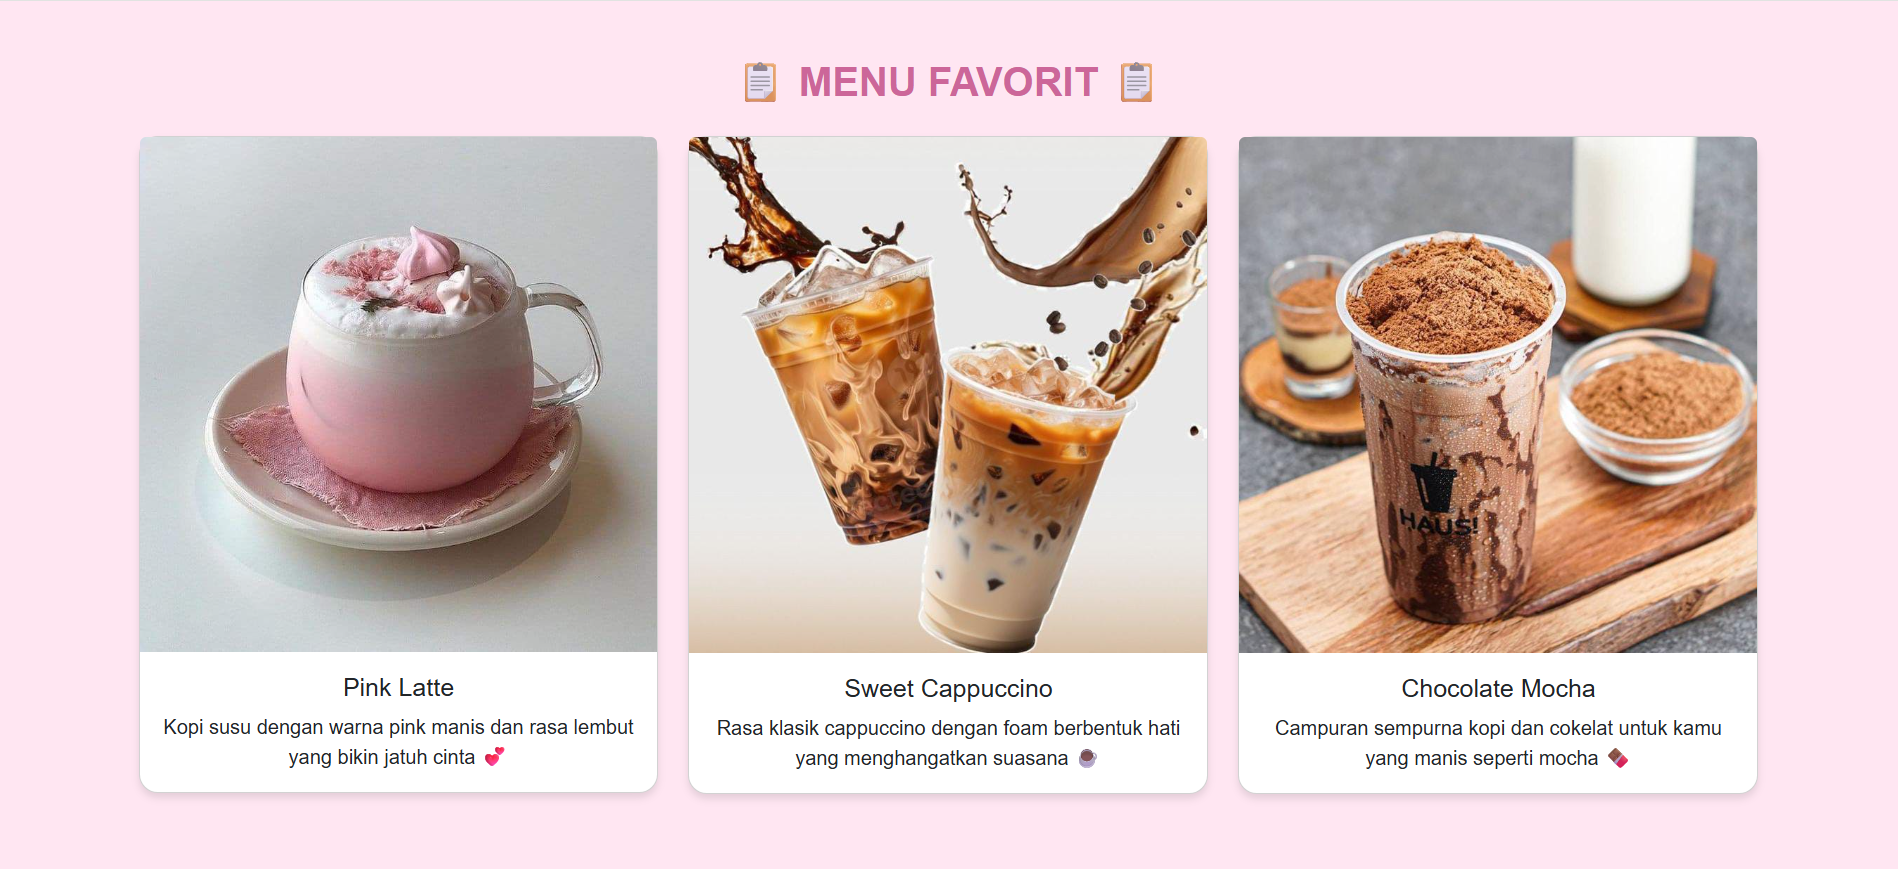 📋 MENU FAVORIT 📋
HAUS!
Pink Latte
Kopi susu dengan warna pink manis dan rasa lembut
yang bikin jatuh cinta 💕
Sweet Cappuccino
Rasa klasik cappuccino dengan foam berbentuk hati
yang menghangatkan suasana ☕
Chocolate Mocha
Campuran sempurna kopi dan cokelat untuk kamu
yang manis seperti mocha 🍫